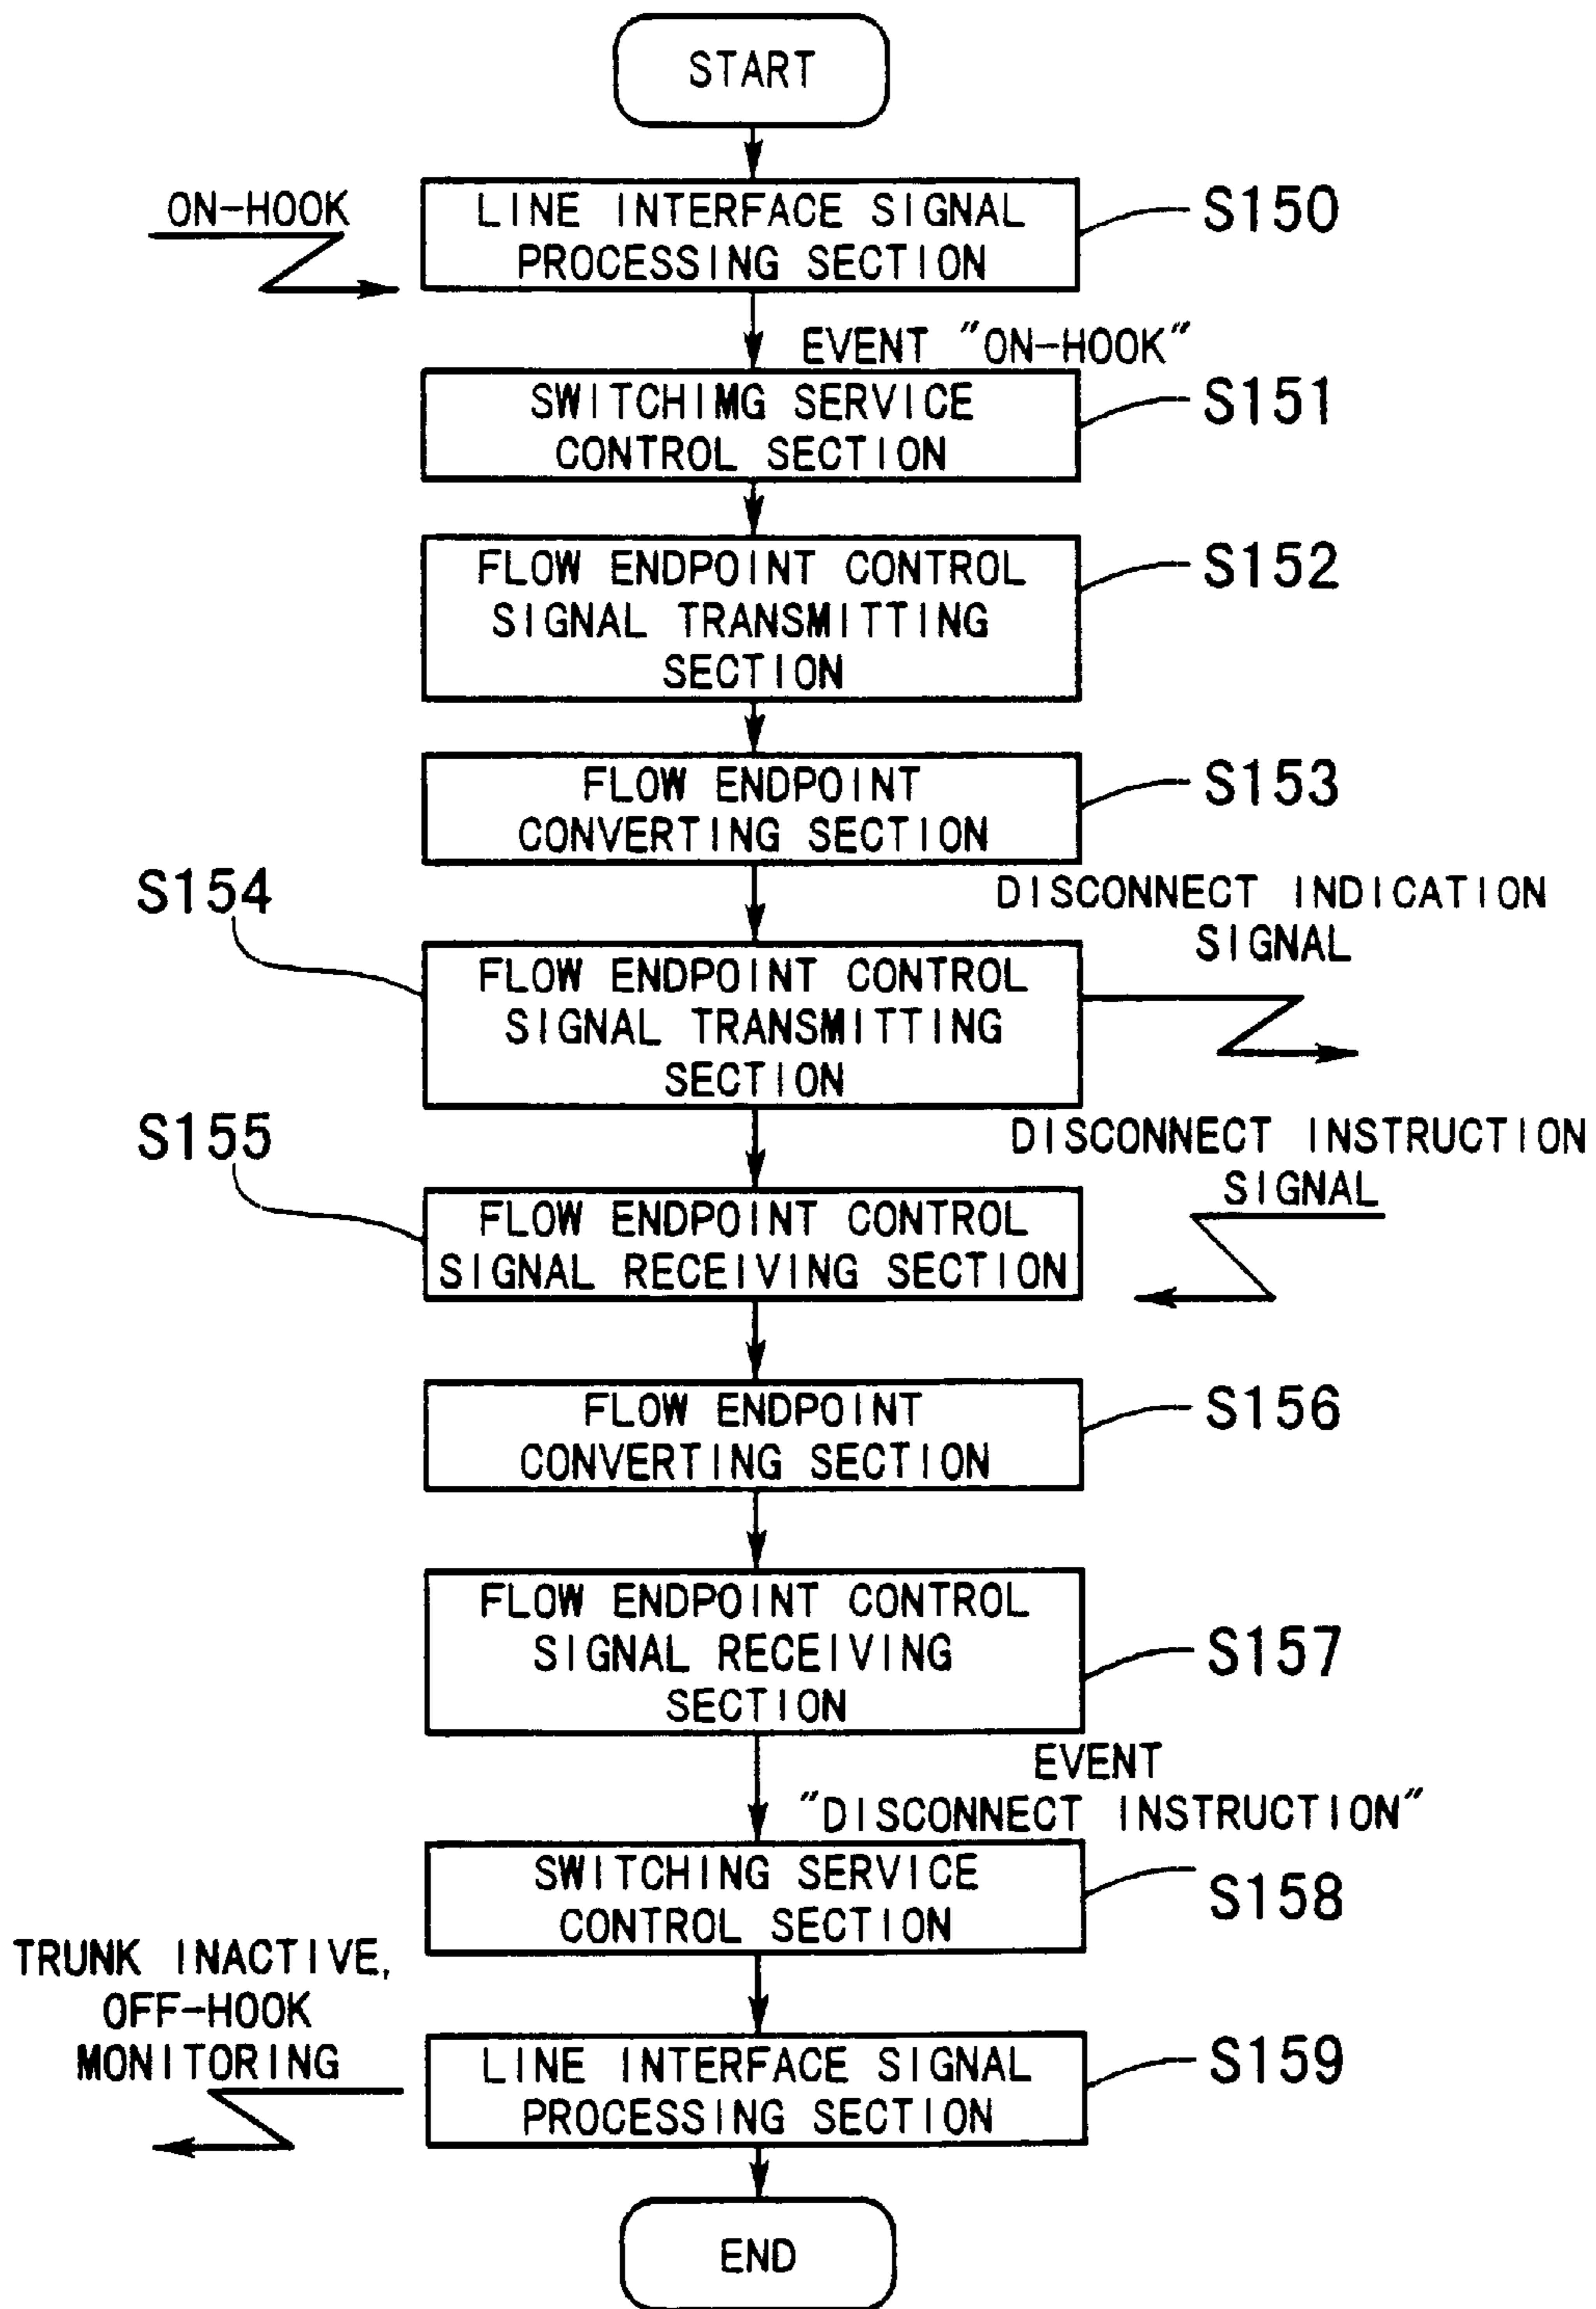 START
ON-HOOK
LINE INTERFACE SIGNAL
PROCESSING SECTION
S150
EVENT "ON-HOOK"
SWITCHIMG SERVICE
CONTROL SECTION
S151
FLOW ENDPOINT CONTROL
SIGNAL TRANSMITTING
SECTION
S152
FLOW ENDPOINT
CONVERTING SECTION
S153
S154
FLOW ENDPOINT CONTROL
SIGNAL TRANSMITTING
SECTION
DISCONNECT INDICATION
SIGNAL
S155
FLOW ENDPOINT CONTROL
SIGNAL RECEIVING SECTION
DISCONNECT INSTRUCTION
SIGNAL
FLOW ENDPOINT
CONVERTING SECTION
S156
FLOW ENDPOINT CONTROL
SIGNAL RECEIVING
SECTION
S157
EVENT
"DISCONNECT INSTRUCTION"
SWITCHING SERVICE
CONTROL SECTION
S158
TRUNK INACTIVE,
OFF-HOOK
MONITORING
LINE INTERFACE SIGNAL
PROCESSING SECTION
S159
END